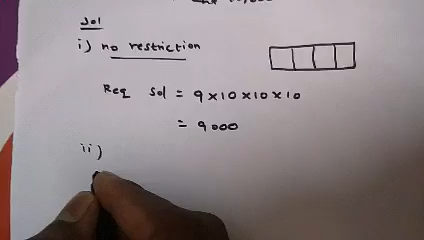 Sol
i) no restriction
Req Sol = 9 x 10 x 10 x 10
= 9000
ii)